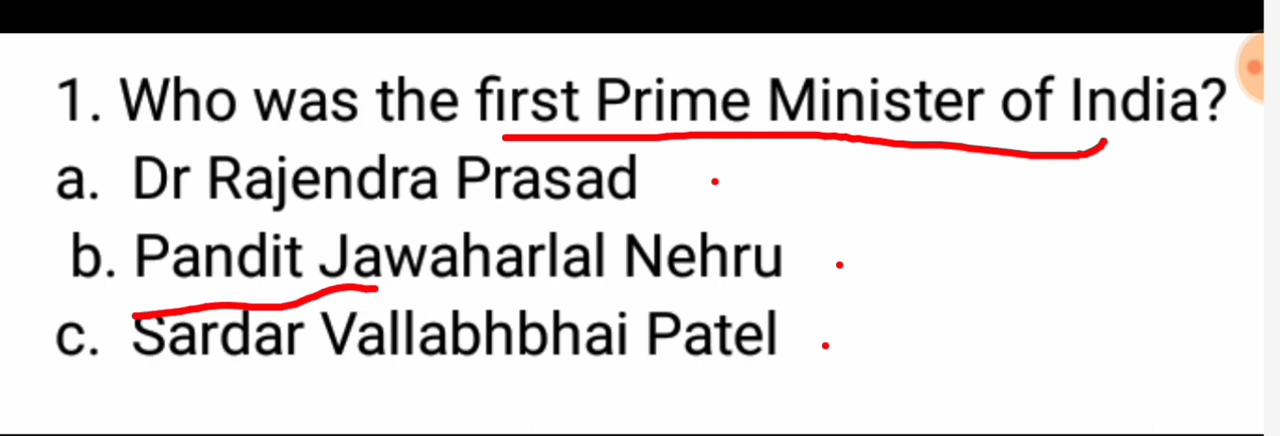 1. Who was the first Prime Minister of India?
a. Dr Rajendra Prasad
b. Pandit Jawaharlal Nehru
c. Sardar Vallabhbhai Patel